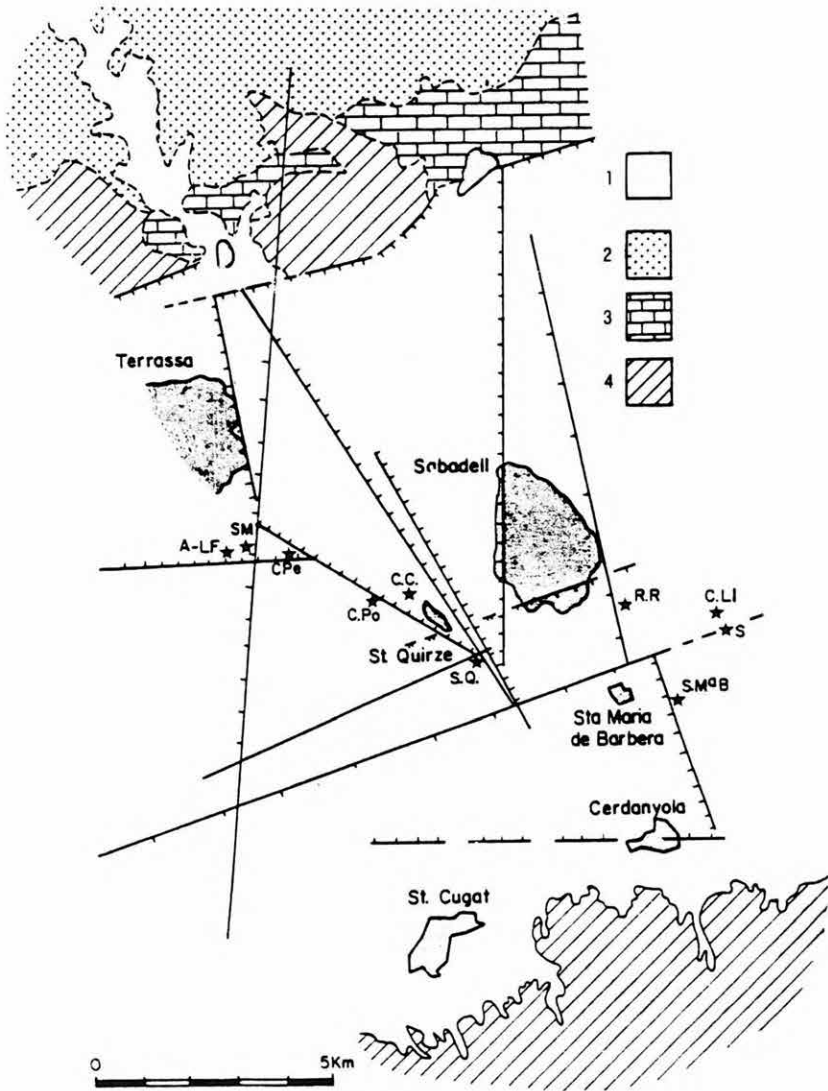 1
2
3
4
Terrassa
Sabadell
SM
A-LF
CPe
C.C.
C.Po
R.R
C.Ll
S
St Quirze
S.Q.
S.MªB
Sta Maria
de Barbera
Cerdanyola
St. Cugat
0
5Km